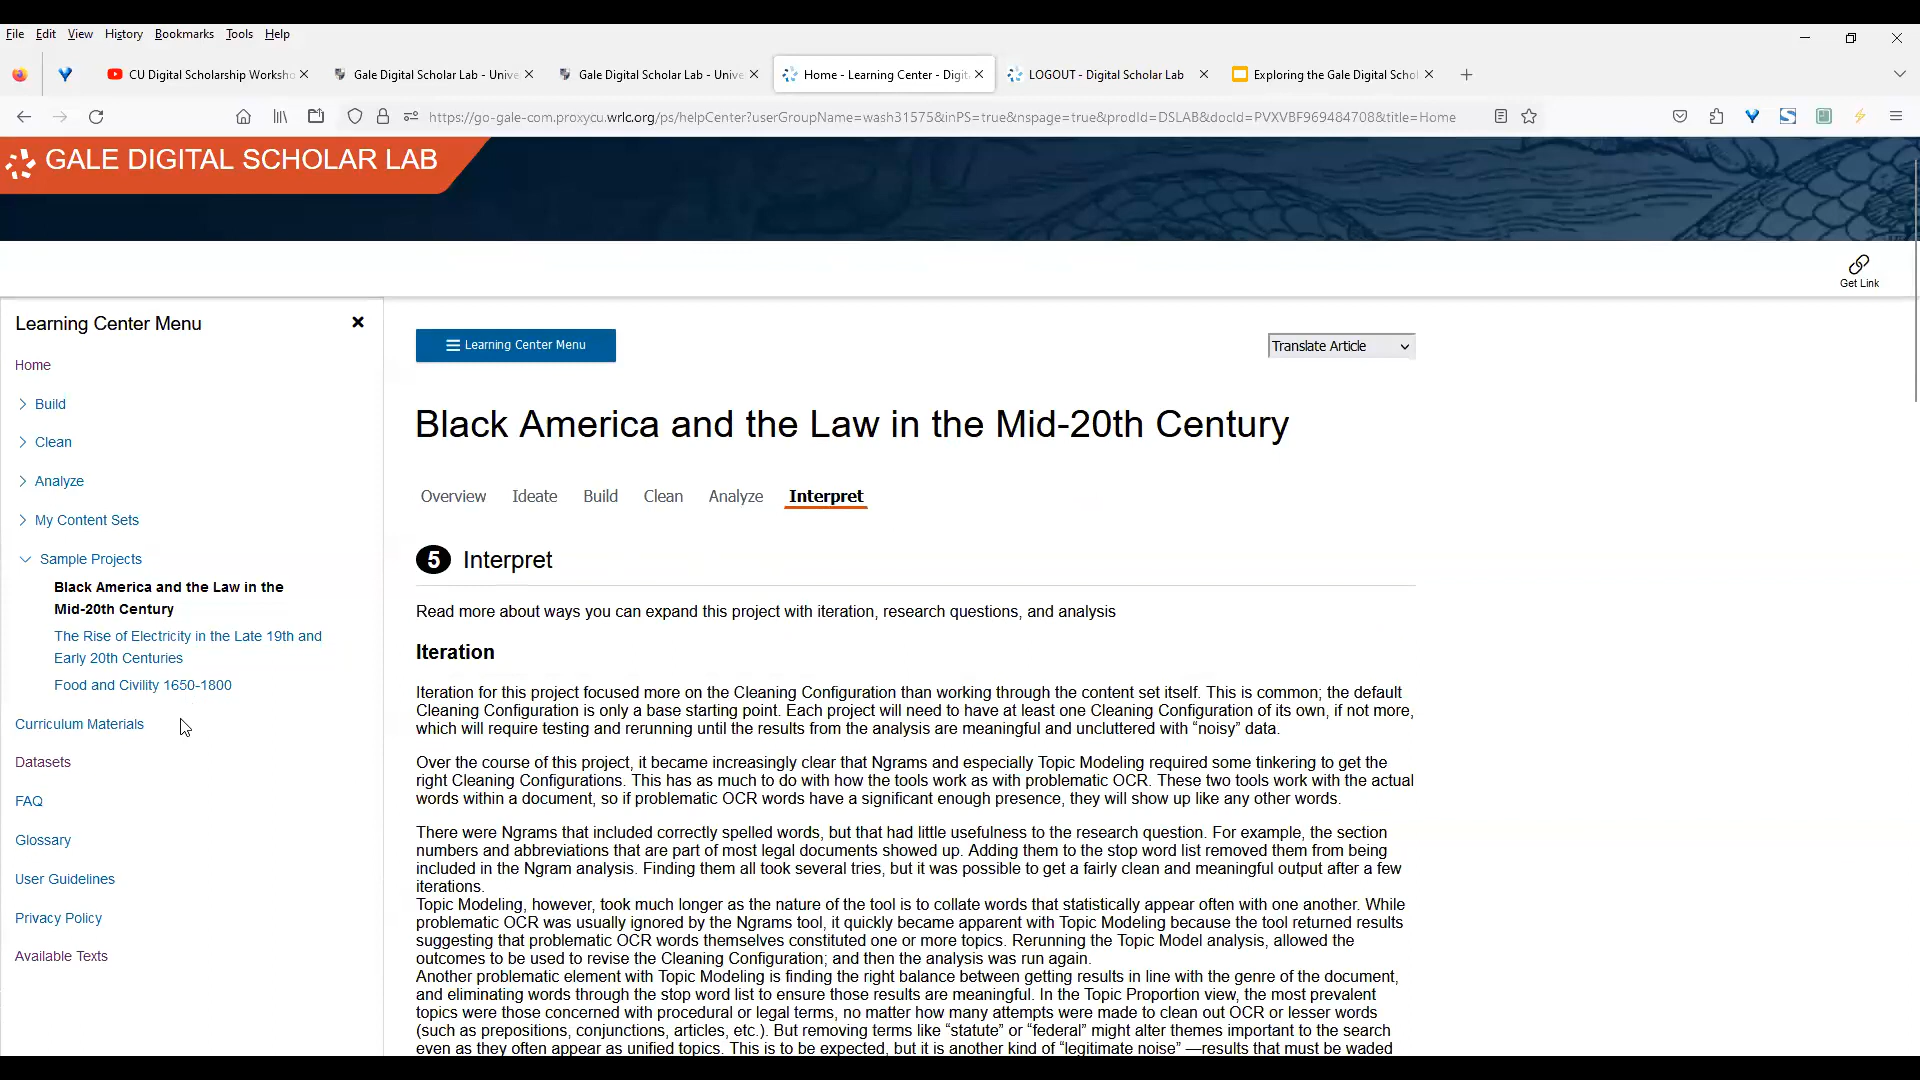 File Edit View History Bookmarks Tools Help
CU Digital Scholarship Worksho
Gale Digital Scholar Lab - Unive
Gale Digital Scholar Lab - Unive
Home - Learning Center - Digit
LOGOUT - Digital Scholar Lab
Exploring the Gale Digital Schol
https://go-gale-com.proxycu.wrlc.org/ps/helpCenter?userGroupName=wash31575&inPS=true&nspage=true&prodId=DSLAB&docId=PVXVBF969484708&title=Home
GALE DIGITAL SCHOLAR LAB
Get Link
Learning Center Menu
Home
Build
Clean
Analyze
My Content Sets
Sample Projects
Black America and the Law in the
Mid-20th Century
The Rise of Electricity in the Late 19th and
Early 20th Centuries
Food and Civility 1650-1800
Curriculum Materials
Datasets
FAQ
Glossary
User Guidelines
Privacy Policy
Available Texts
Learning Center Menu
Translate Article
Black America and the Law in the Mid-20th Century
Overview Ideate Build Clean Analyze Interpret
5 Interpret
Read more about ways you can expand this project with iteration, research questions, and analysis
Iteration
Iteration for this project focused more on the Cleaning Configuration than working through the content set itself. This is common; the default
Cleaning Configuration is only a base starting point. Each project will need to have at least one Cleaning Configuration of its own, if not more,
which will require testing and rerunning until the results from the analysis are meaningful and uncluttered with “noisy” data.
Over the course of this project, it became increasingly clear that Ngrams and especially Topic Modeling required some tinkering to get the
right Cleaning Configurations. This has as much to do with how the tools work as with problematic OCR. These two tools work with the actual
words within a document, so if problematic OCR words have a significant enough presence, they will show up like any other words.
There were Ngrams that included correctly spelled words, but that had little usefulness to the research question. For example, the section
numbers and abbreviations that are part of most legal documents showed up. Adding them to the stop word list removed them from being
included in the Ngram analysis. Finding them all took several tries, but it was possible to get a fairly clean and meaningful output after a few
iterations.
Topic Modeling, however, took much longer as the nature of the tool is to collate words that statistically appear often with one another. While
problematic OCR was usually ignored by the Ngrams tool, it quickly became apparent with Topic Modeling because the tool returned results
suggesting that problematic OCR words themselves constituted one or more topics. Rerunning the Topic Model analysis, allowed the
outcomes to be used to revise the Cleaning Configuration; and then the analysis was run again.
Another problematic element with Topic Modeling is finding the right balance between getting results in line with the genre of the document,
and eliminating words through the stop word list to ensure those results are meaningful. In the Topic Proportion view, the most prevalent
topics were those concerned with procedural or legal terms, no matter how many attempts were made to clean out OCR or lesser words
(such as prepositions, conjunctions, articles, etc.). But removing terms like “statute” or “federal” might alter themes important to the search
even as they often appear as unified topics. This is to be expected, but it is another kind of “legitimate noise” —results that must be waded